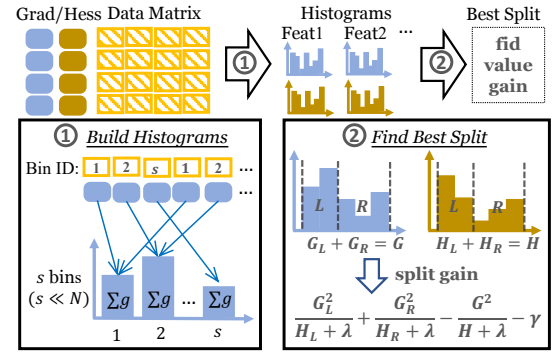 Grad/Hess Data Matrix
Histograms
Best Split
Feat1 Feat2 ...
①
②
fid
value
gain
① Build Histograms
Bin ID: 1 2 s 1 2 ...
...
s bins
(s ≪ N)
∑g ∑g ... ∑g
1 2 s
② Find Best Split
L R
L R
G_L + G_R = G
H_L + H_R = H
split gain
G_L^2/(H_L + λ) + G_R^2/(H_R + λ) − G^2/(H + λ) − γ